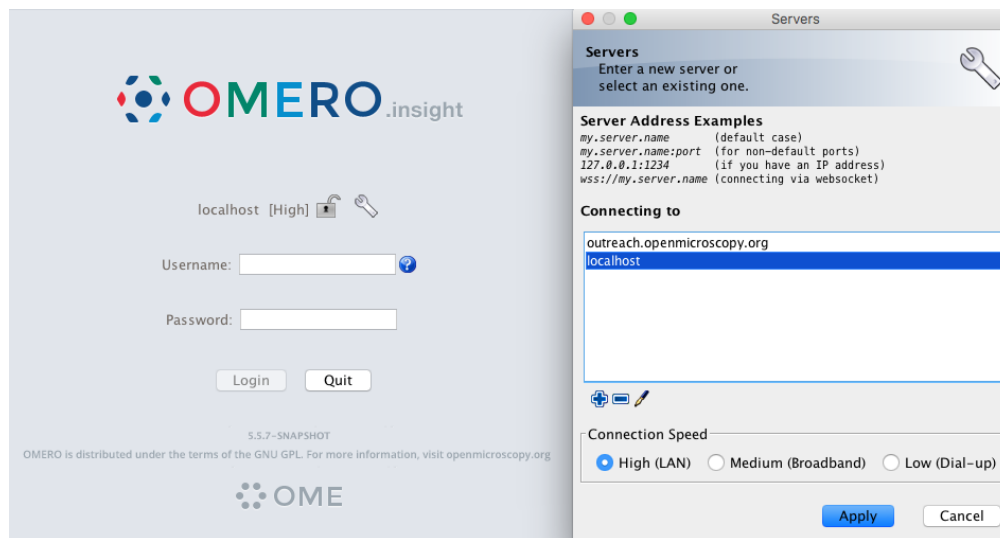 OMERO.insight
localhost [High]
Username:
Password:
Login
Quit
5.5.7-SNAPSHOT
OMERO is distributed under the terms of the GNU GPL. For more information, visit openmicroscopy.org
OME
Servers
Servers
Enter a new server or
select an existing one.
Server Address Examples
my.server.name (default case)
my.server.name:port (for non-default ports)
127.0.0.1:1234 (if you have an IP address)
wss://my.server.name (connecting via websocket)
Connecting to
outreach.openmicroscopy.org
localhost
Connection Speed
High (LAN)
Medium (Broadband)
Low (Dial-up)
Apply
Cancel